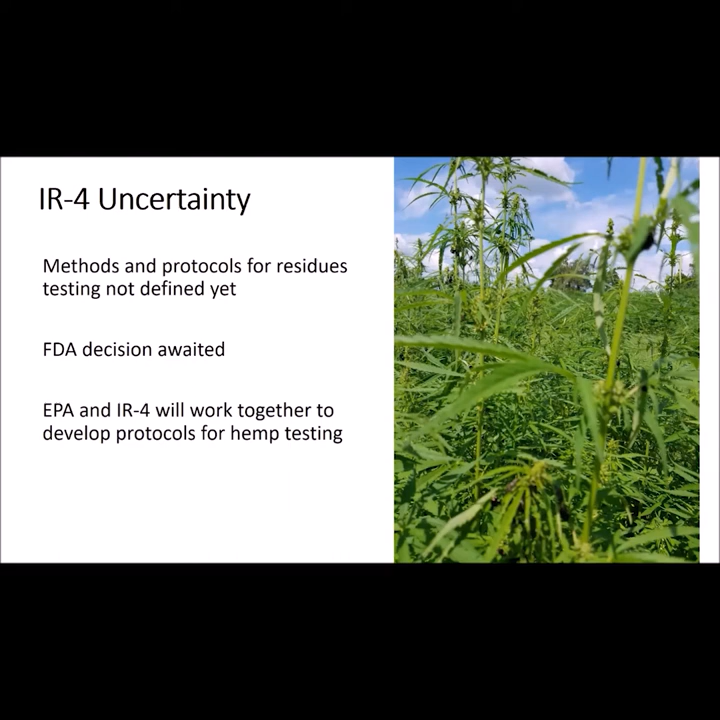 IR-4 Uncertainty
Methods and protocols for residues
testing not defined yet
FDA decision awaited
EPA and IR-4 will work together to
develop protocols for hemp testing